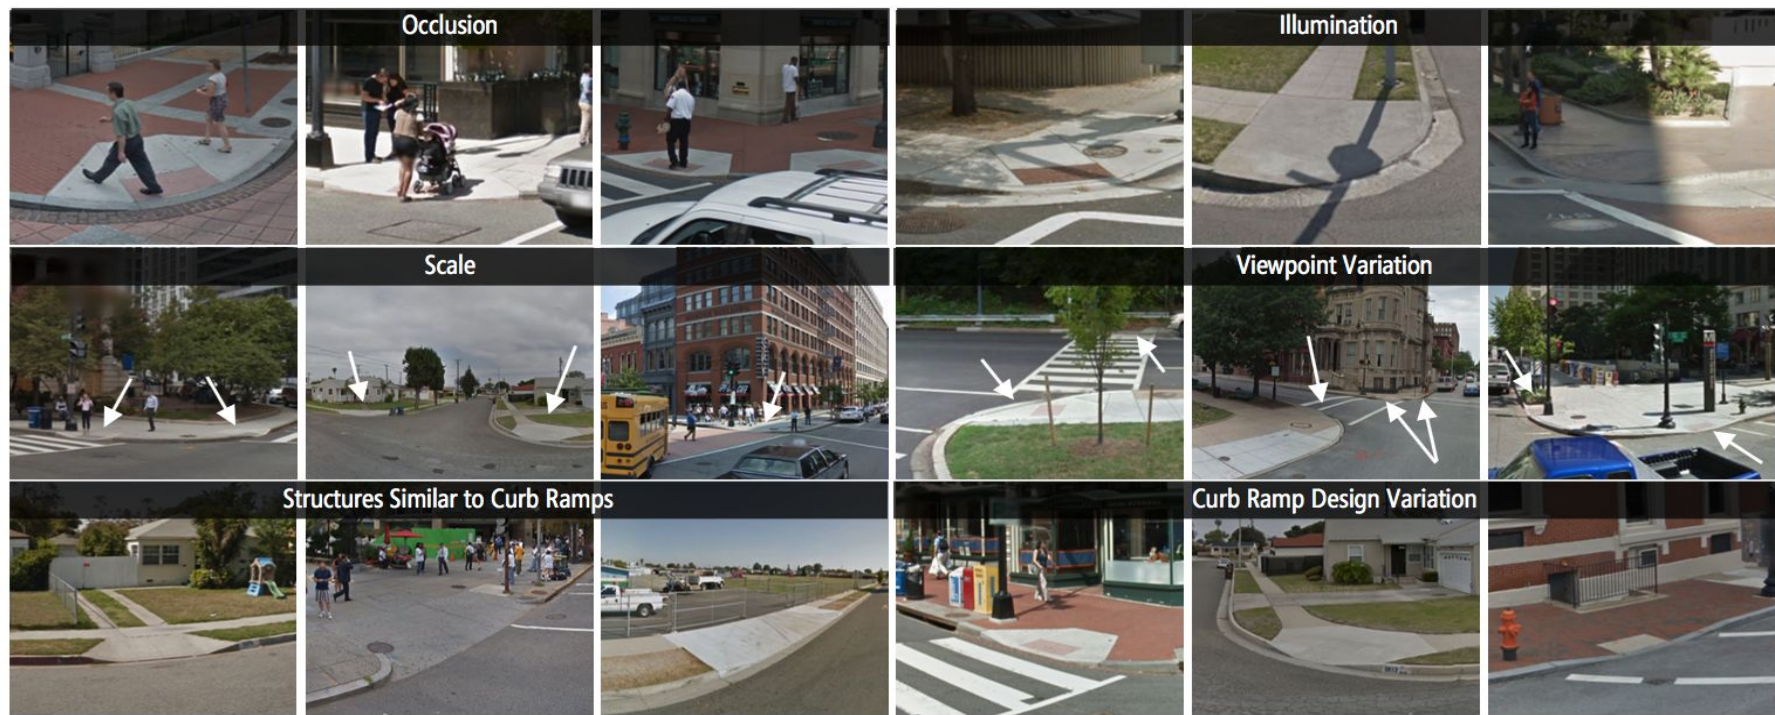 Occlusion
Illumination
Scale
Viewpoint Variation
Structures Similar to Curb Ramps
Curb Ramp Design Variation